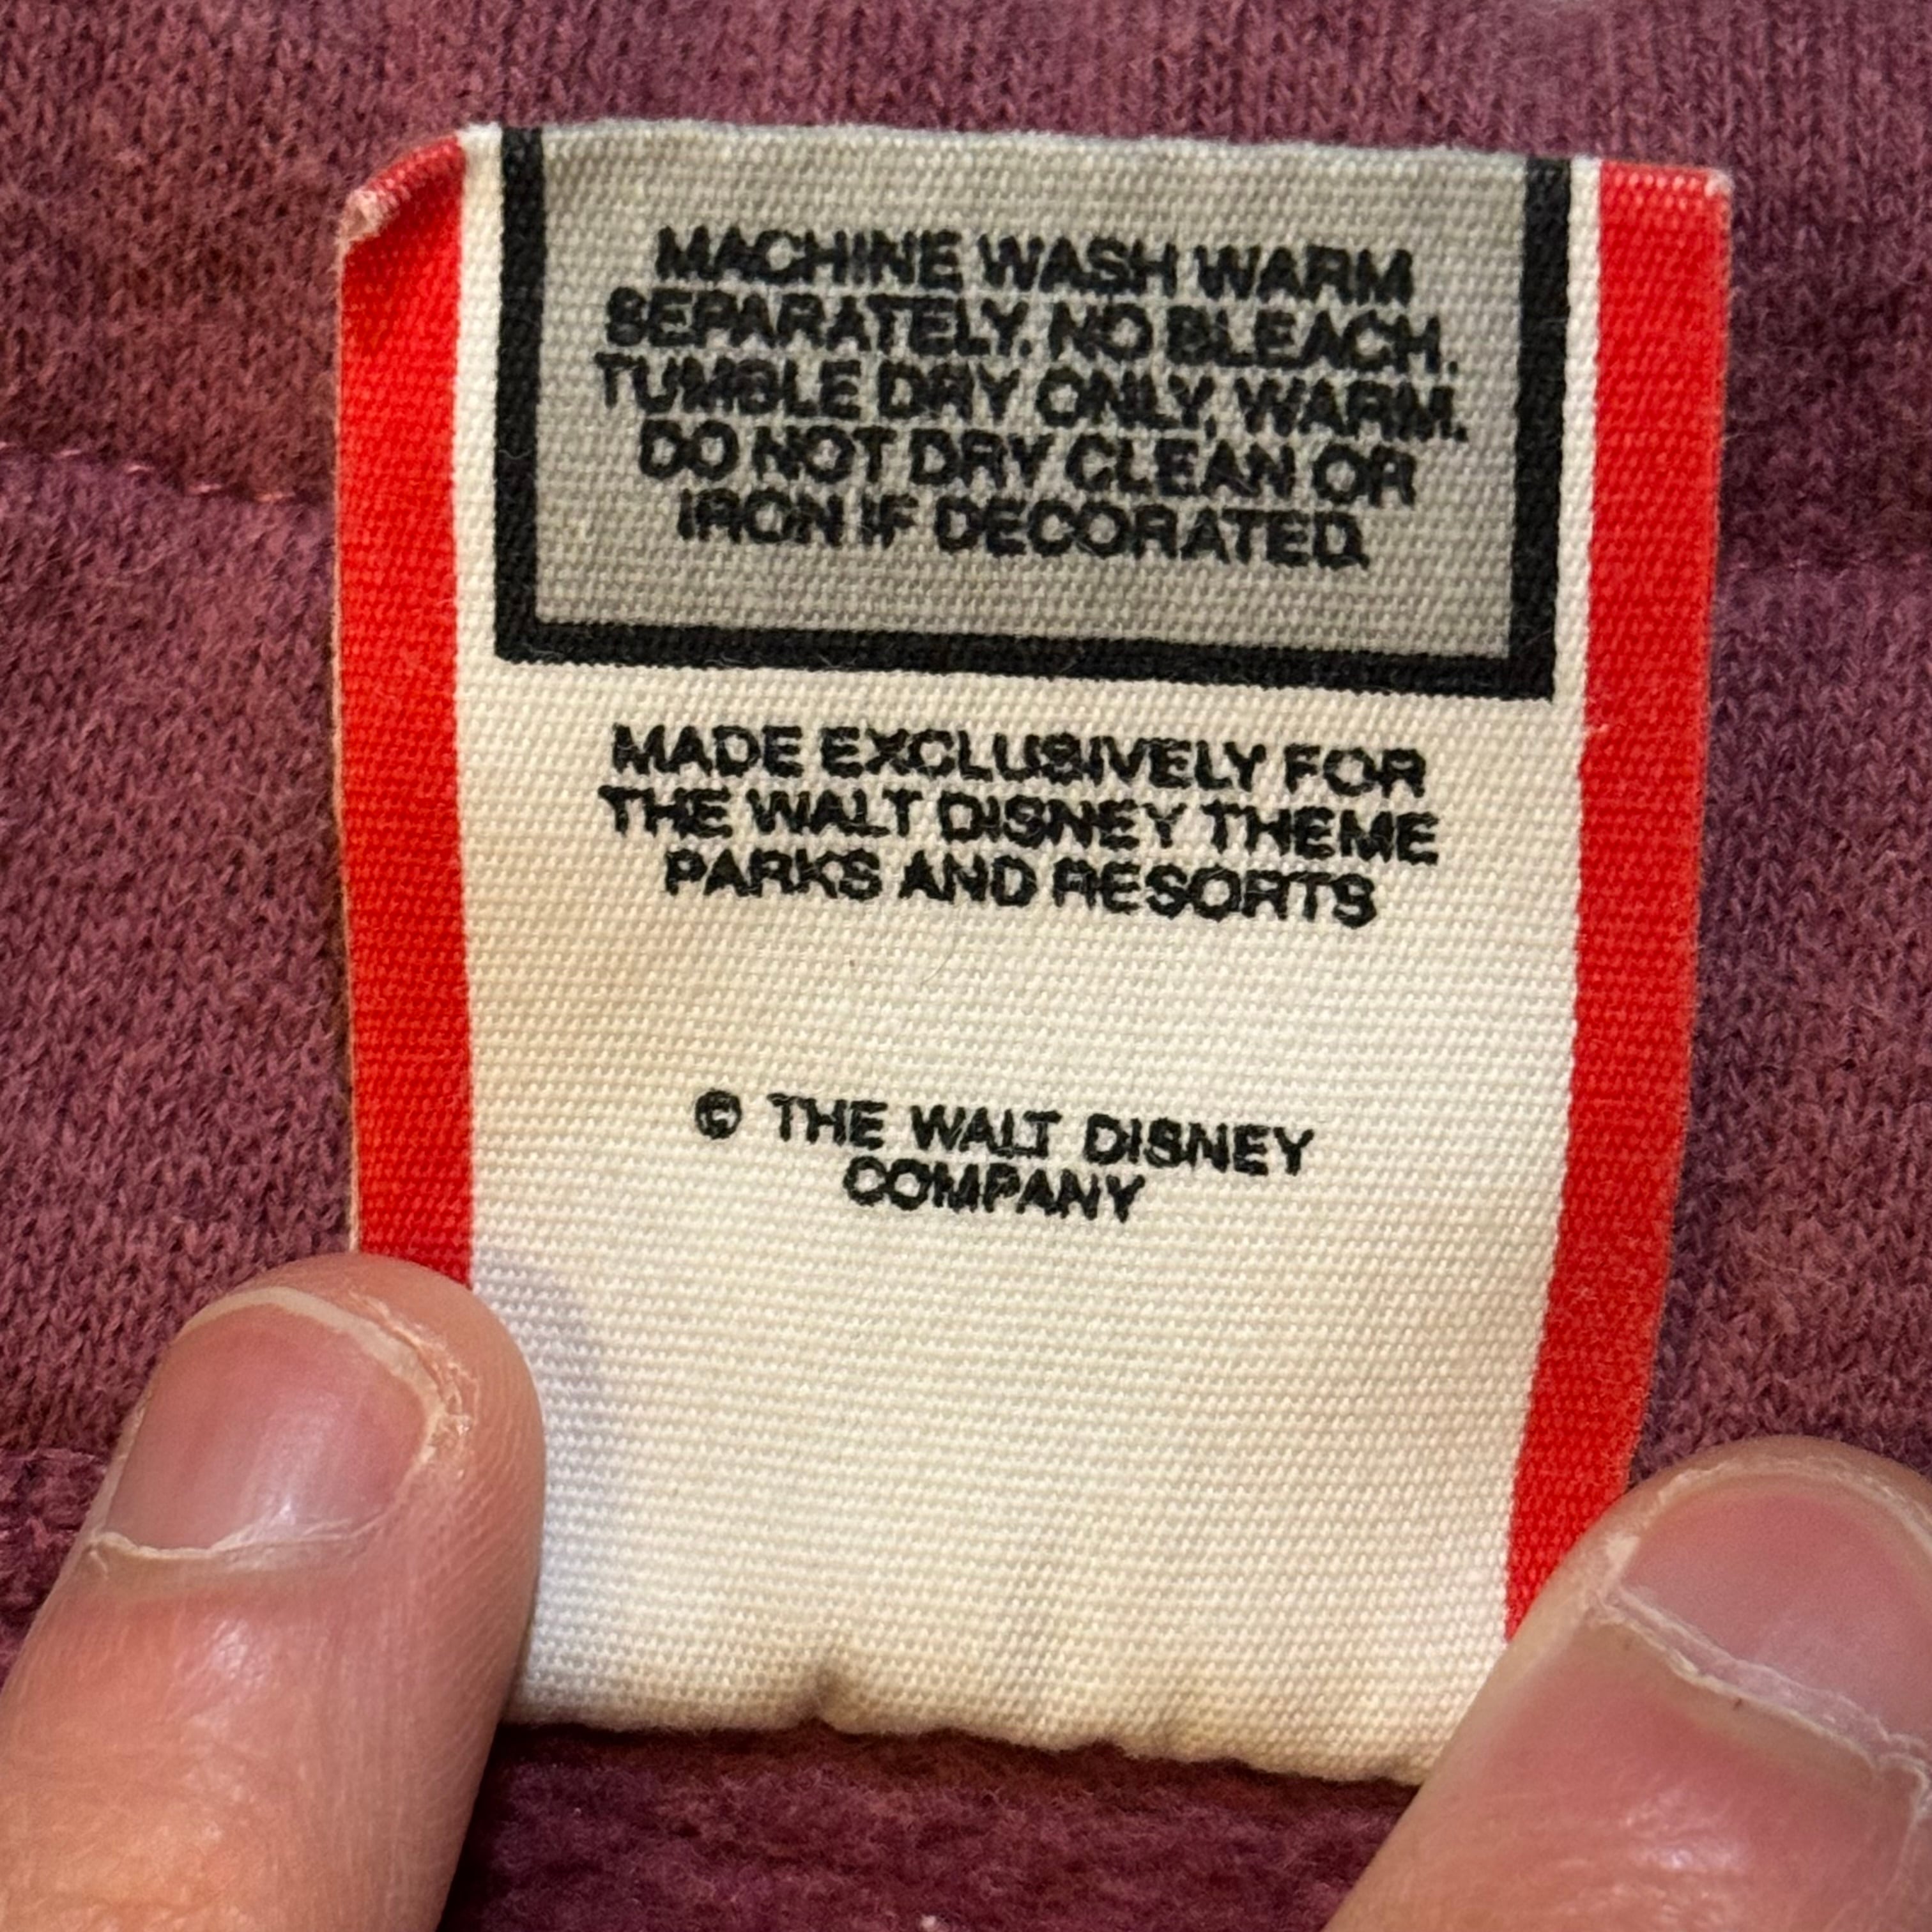 MACHINE WASH WARM
SEPARATELY. NO BLEACH.
TUMBLE DRY ONLY, WARM.
DO NOT DRY CLEAN OR
IRON IF DECORATED.
MADE EXCLUSIVELY FOR
THE WALT DISNEY THEME
PARKS AND RESORTS
© THE WALT DISNEY
COMPANY